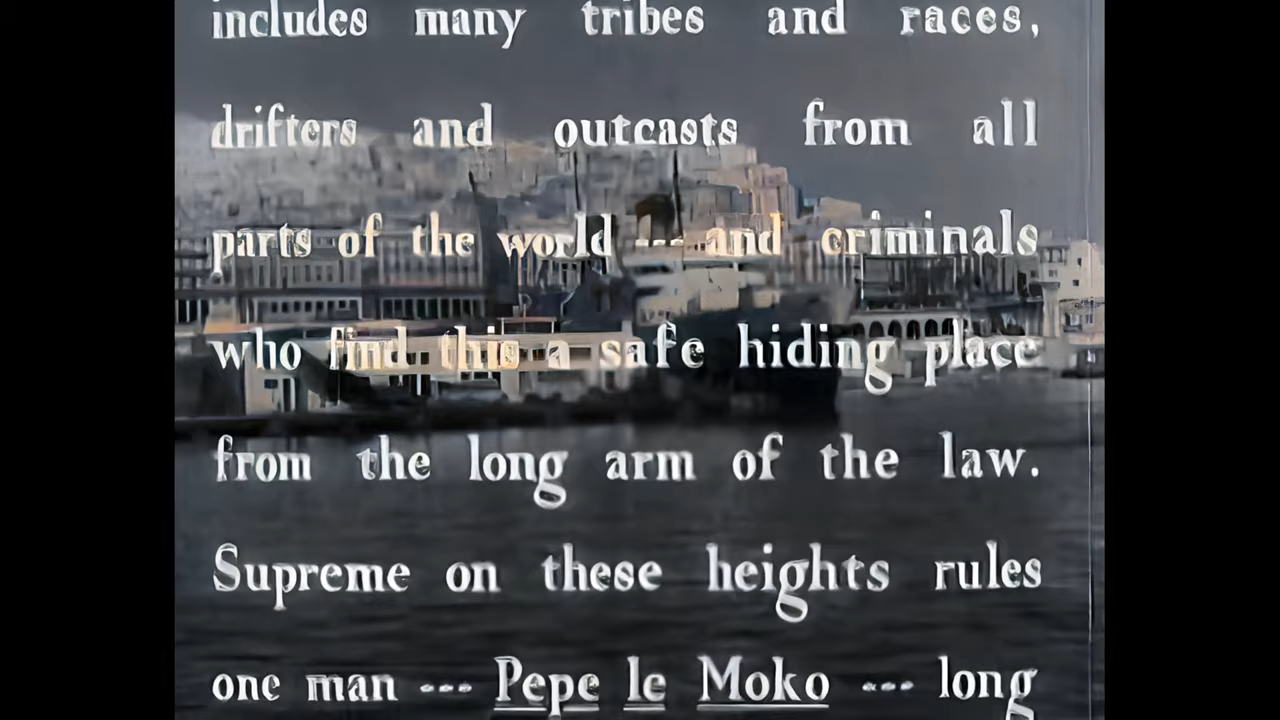 includes many tribes and races,
drifters and outcasts from all
parts of the world --- and criminals
who find this a safe hiding place
from the long arm of the law.
Supreme on these heights rules
one man --- Pepe le Moko --- long